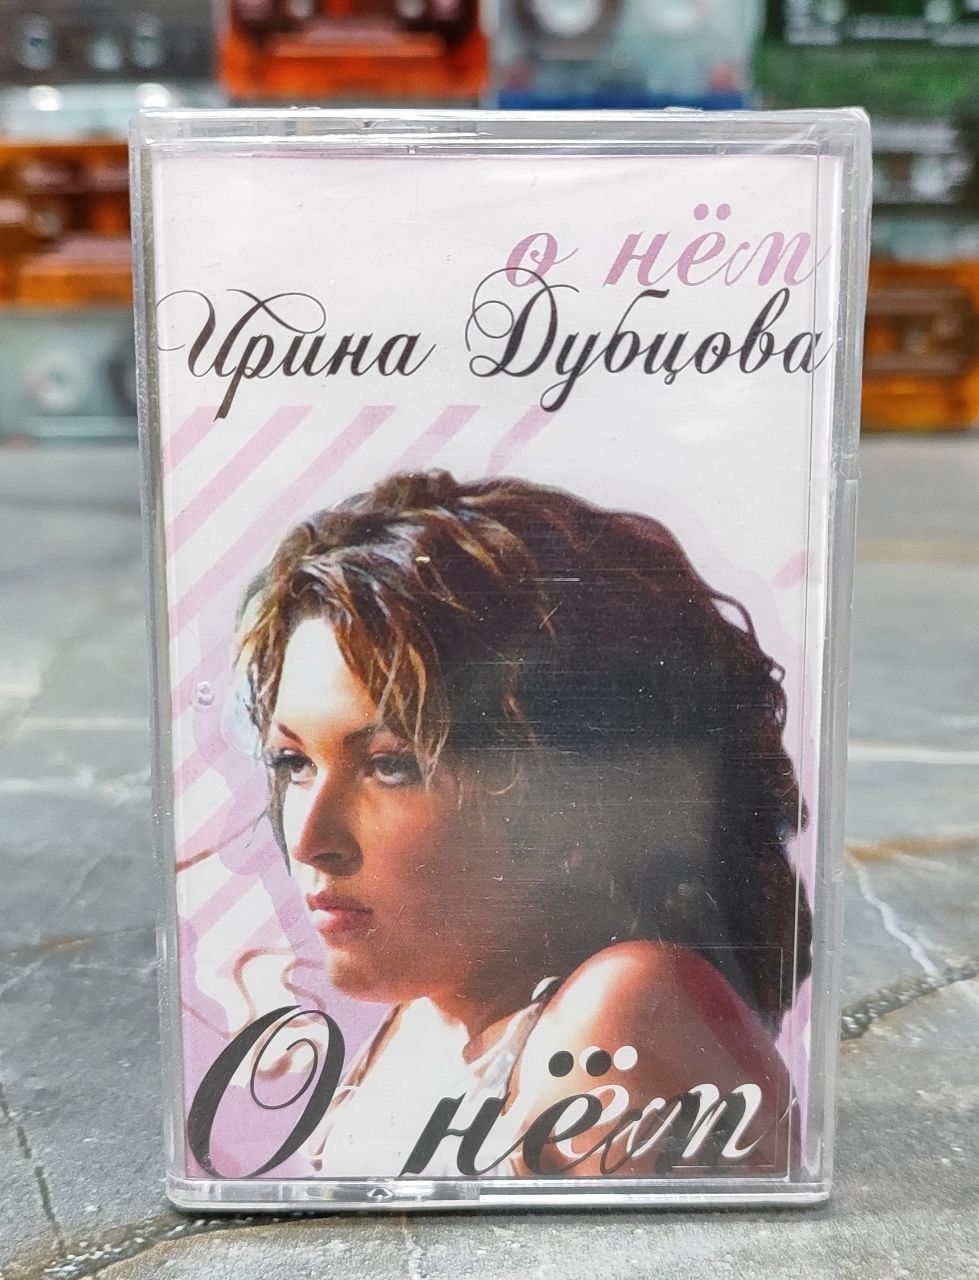 о нём
Ирина Дубцова
О нём